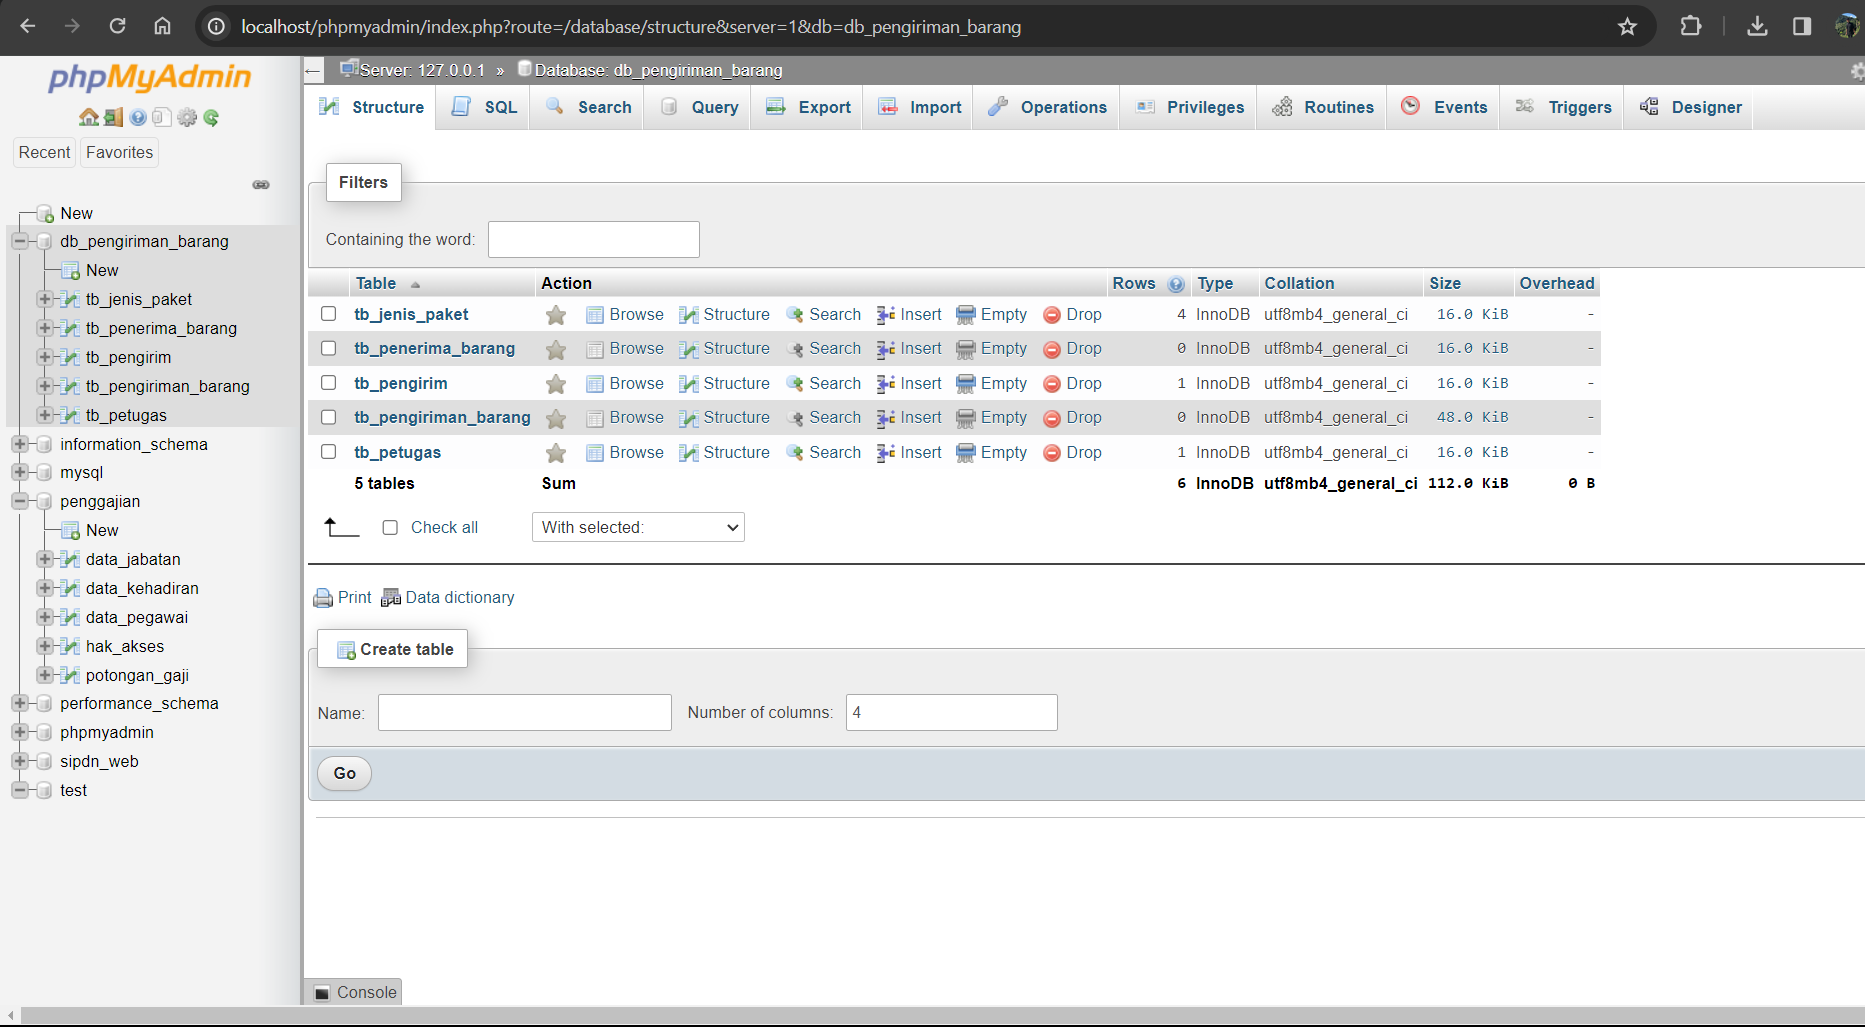 localhost/phpmyadmin/index.php?route=/database/structure&server=1&db=db_pengiriman_barang
phpMyAdmin
Recent Favorites
New
db_pengiriman_barang
New
tb_jenis_paket
tb_penerima_barang
tb_pengirim
tb_pengiriman_barang
tb_petugas
information_schema
mysql
penggajian
New
data_jabatan
data_kehadiran
data_pegawai
hak_akses
potongan_gaji
performance_schema
phpmyadmin
sipdn_web
test
Server: 127.0.0.1 » Database: db_pengiriman_barang
Structure SQL Search Query Export Import Operations Privileges Routines Events Triggers Designer
Filters
Containing the word:
Table Action Rows Type Collation Size Overhead
tb_jenis_paket Browse Structure Search Insert Empty Drop 4 InnoDB utf8mb4_general_ci 16.0 KiB -
tb_penerima_barang Browse Structure Search Insert Empty Drop 0 InnoDB utf8mb4_general_ci 16.0 KiB -
tb_pengirim Browse Structure Search Insert Empty Drop 1 InnoDB utf8mb4_general_ci 16.0 KiB -
tb_pengiriman_barang Browse Structure Search Insert Empty Drop 0 InnoDB utf8mb4_general_ci 48.0 KiB -
tb_petugas Browse Structure Search Insert Empty Drop 1 InnoDB utf8mb4_general_ci 16.0 KiB -
5 tables Sum 6 InnoDB utf8mb4_general_ci 112.0 KiB 0 B
Check all With selected:
Print Data dictionary
Create table
Name: Number of columns: 4
Go
Console